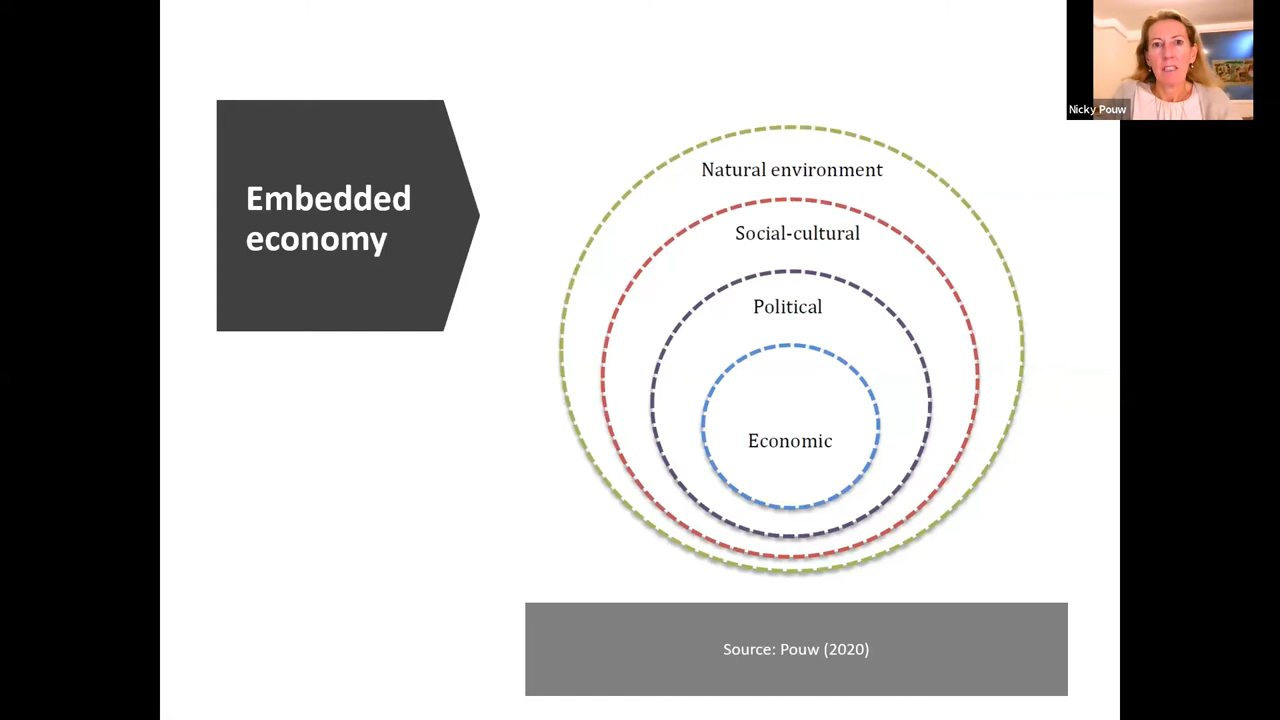 Embedded
economy
Natural environment
Social-cultural
Political
Economic
Source: Pouw (2020)
Nicky Pouw